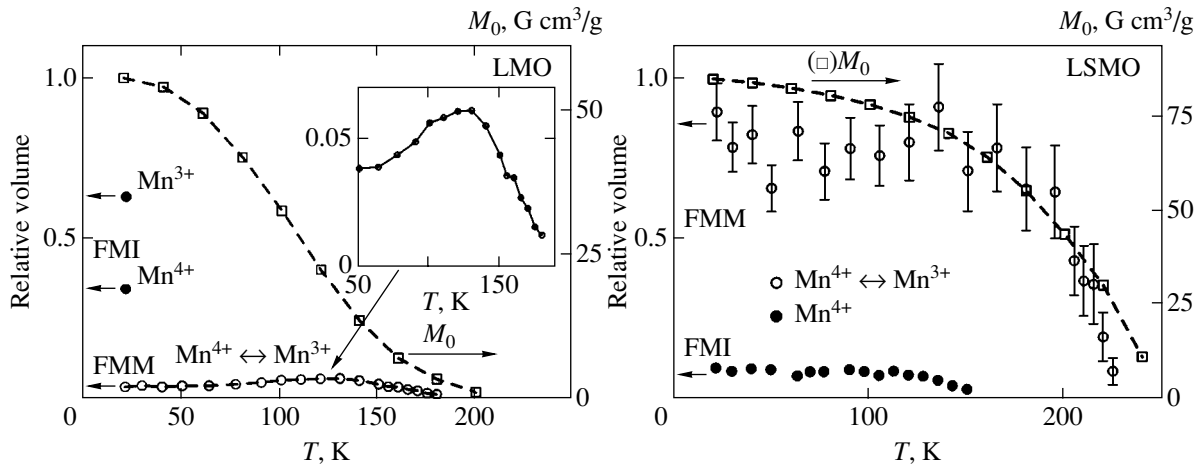 M₀, G cm³/g
LMO
1.0
50
0.05
Mn³⁺
Relative volume
FMI
0.5
0
50
150
25
Mn⁴⁺
T, K
M₀
FMM
Mn⁴⁺ ↔ Mn³⁺
0
0
50
100
150
200
T, K
M₀, G cm³/g
(□)M₀
LSMO
1.0
75
Relative volume
FMM
50
0.5
Mn⁴⁺ ↔ Mn³⁺
Mn⁴⁺
25
FMI
0
0
100
200
T, K